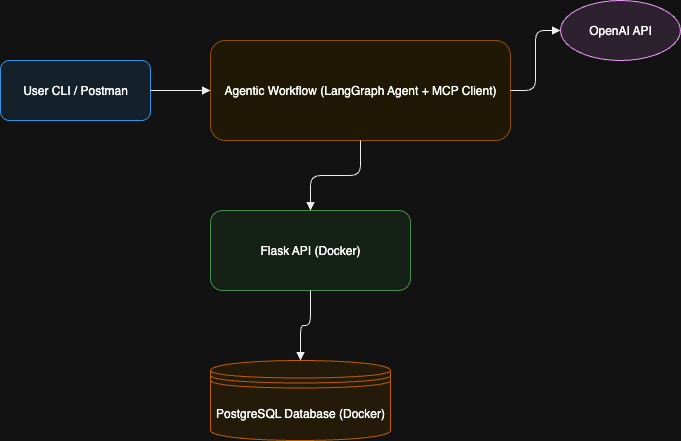 OpenAI API
User CLI / Postman
Agentic Workflow (LangGraph Agent + MCP Client)
Flask API (Docker)
PostgreSQL Database (Docker)